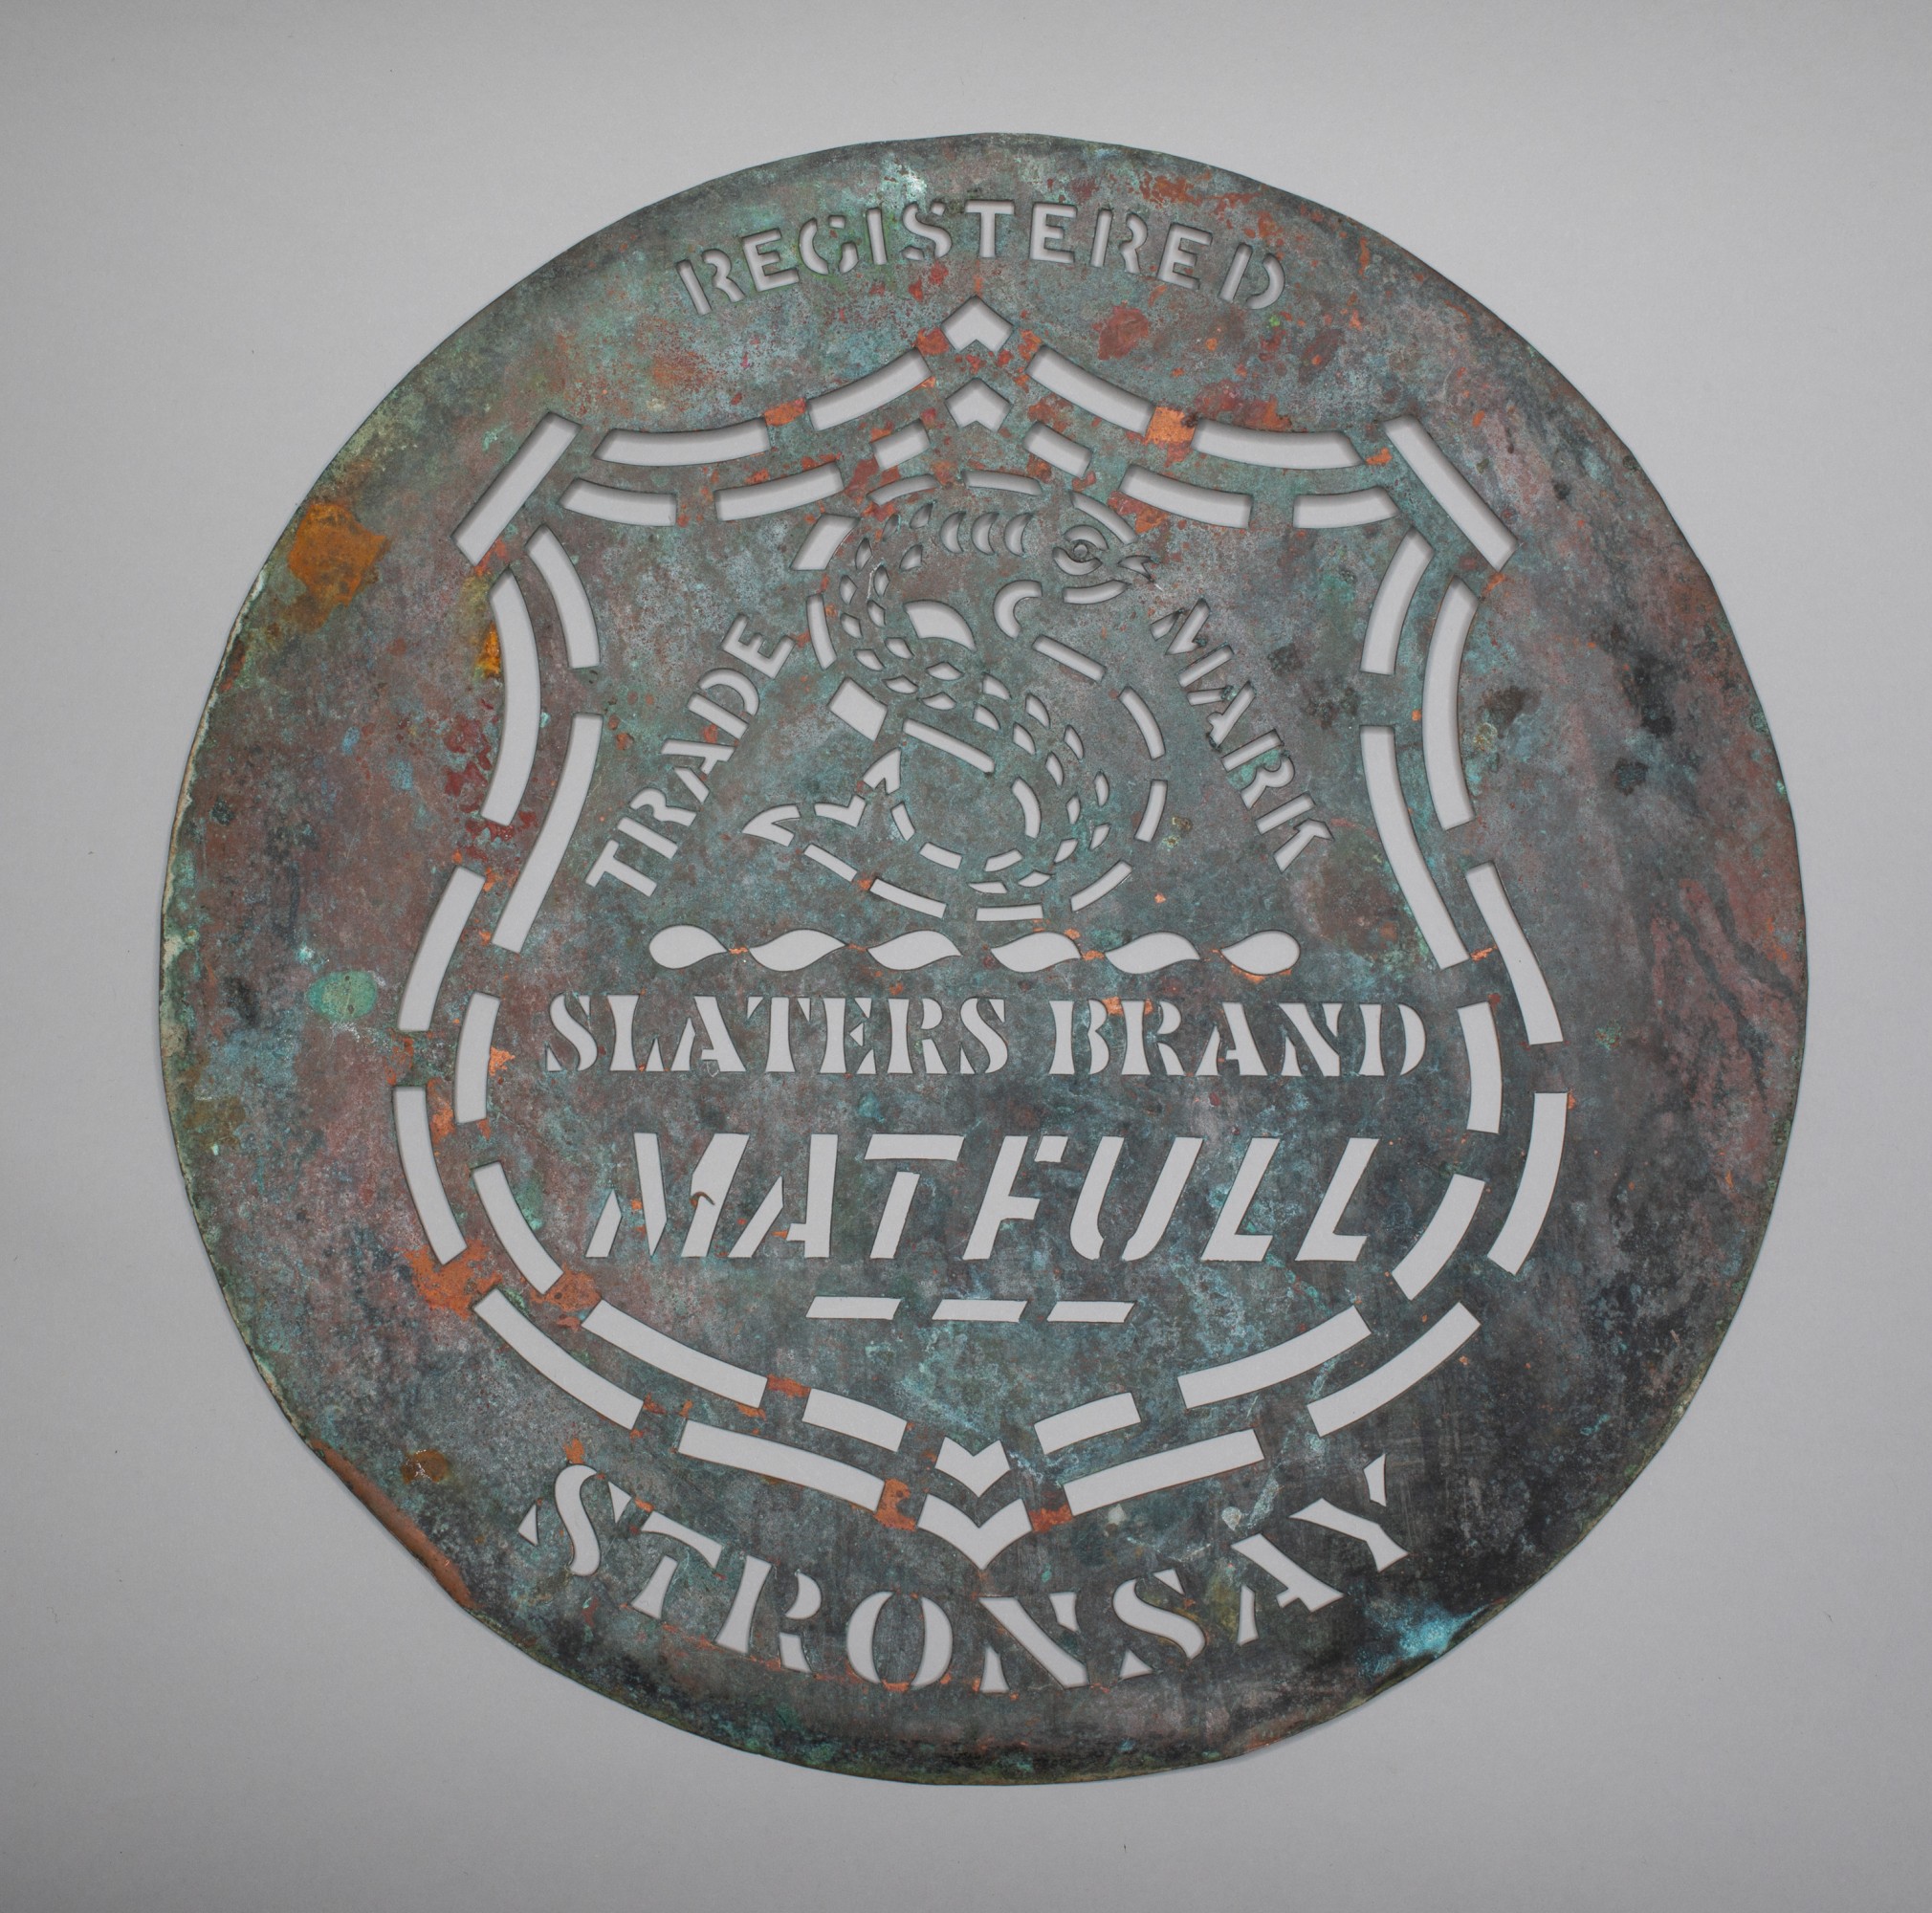 REGISTERED
TRADE MARK
SLATERS BRAND
MATFULL
STRONSAY